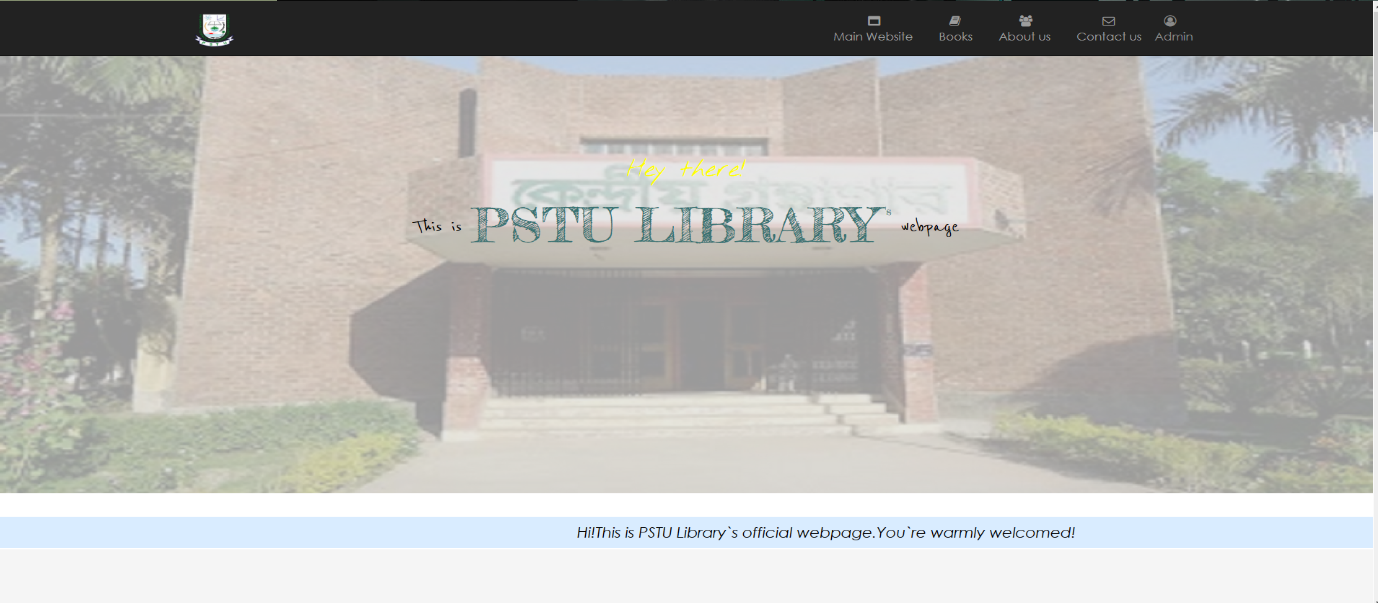 Main Website Books About us Contact us Admin
Hey there!
কেন্দ্রীয় গ্রন্থাগার
This is PSTU LIBRARY's webpage
Hi!This is PSTU Library`s official webpage.You`re warmly welcomed!